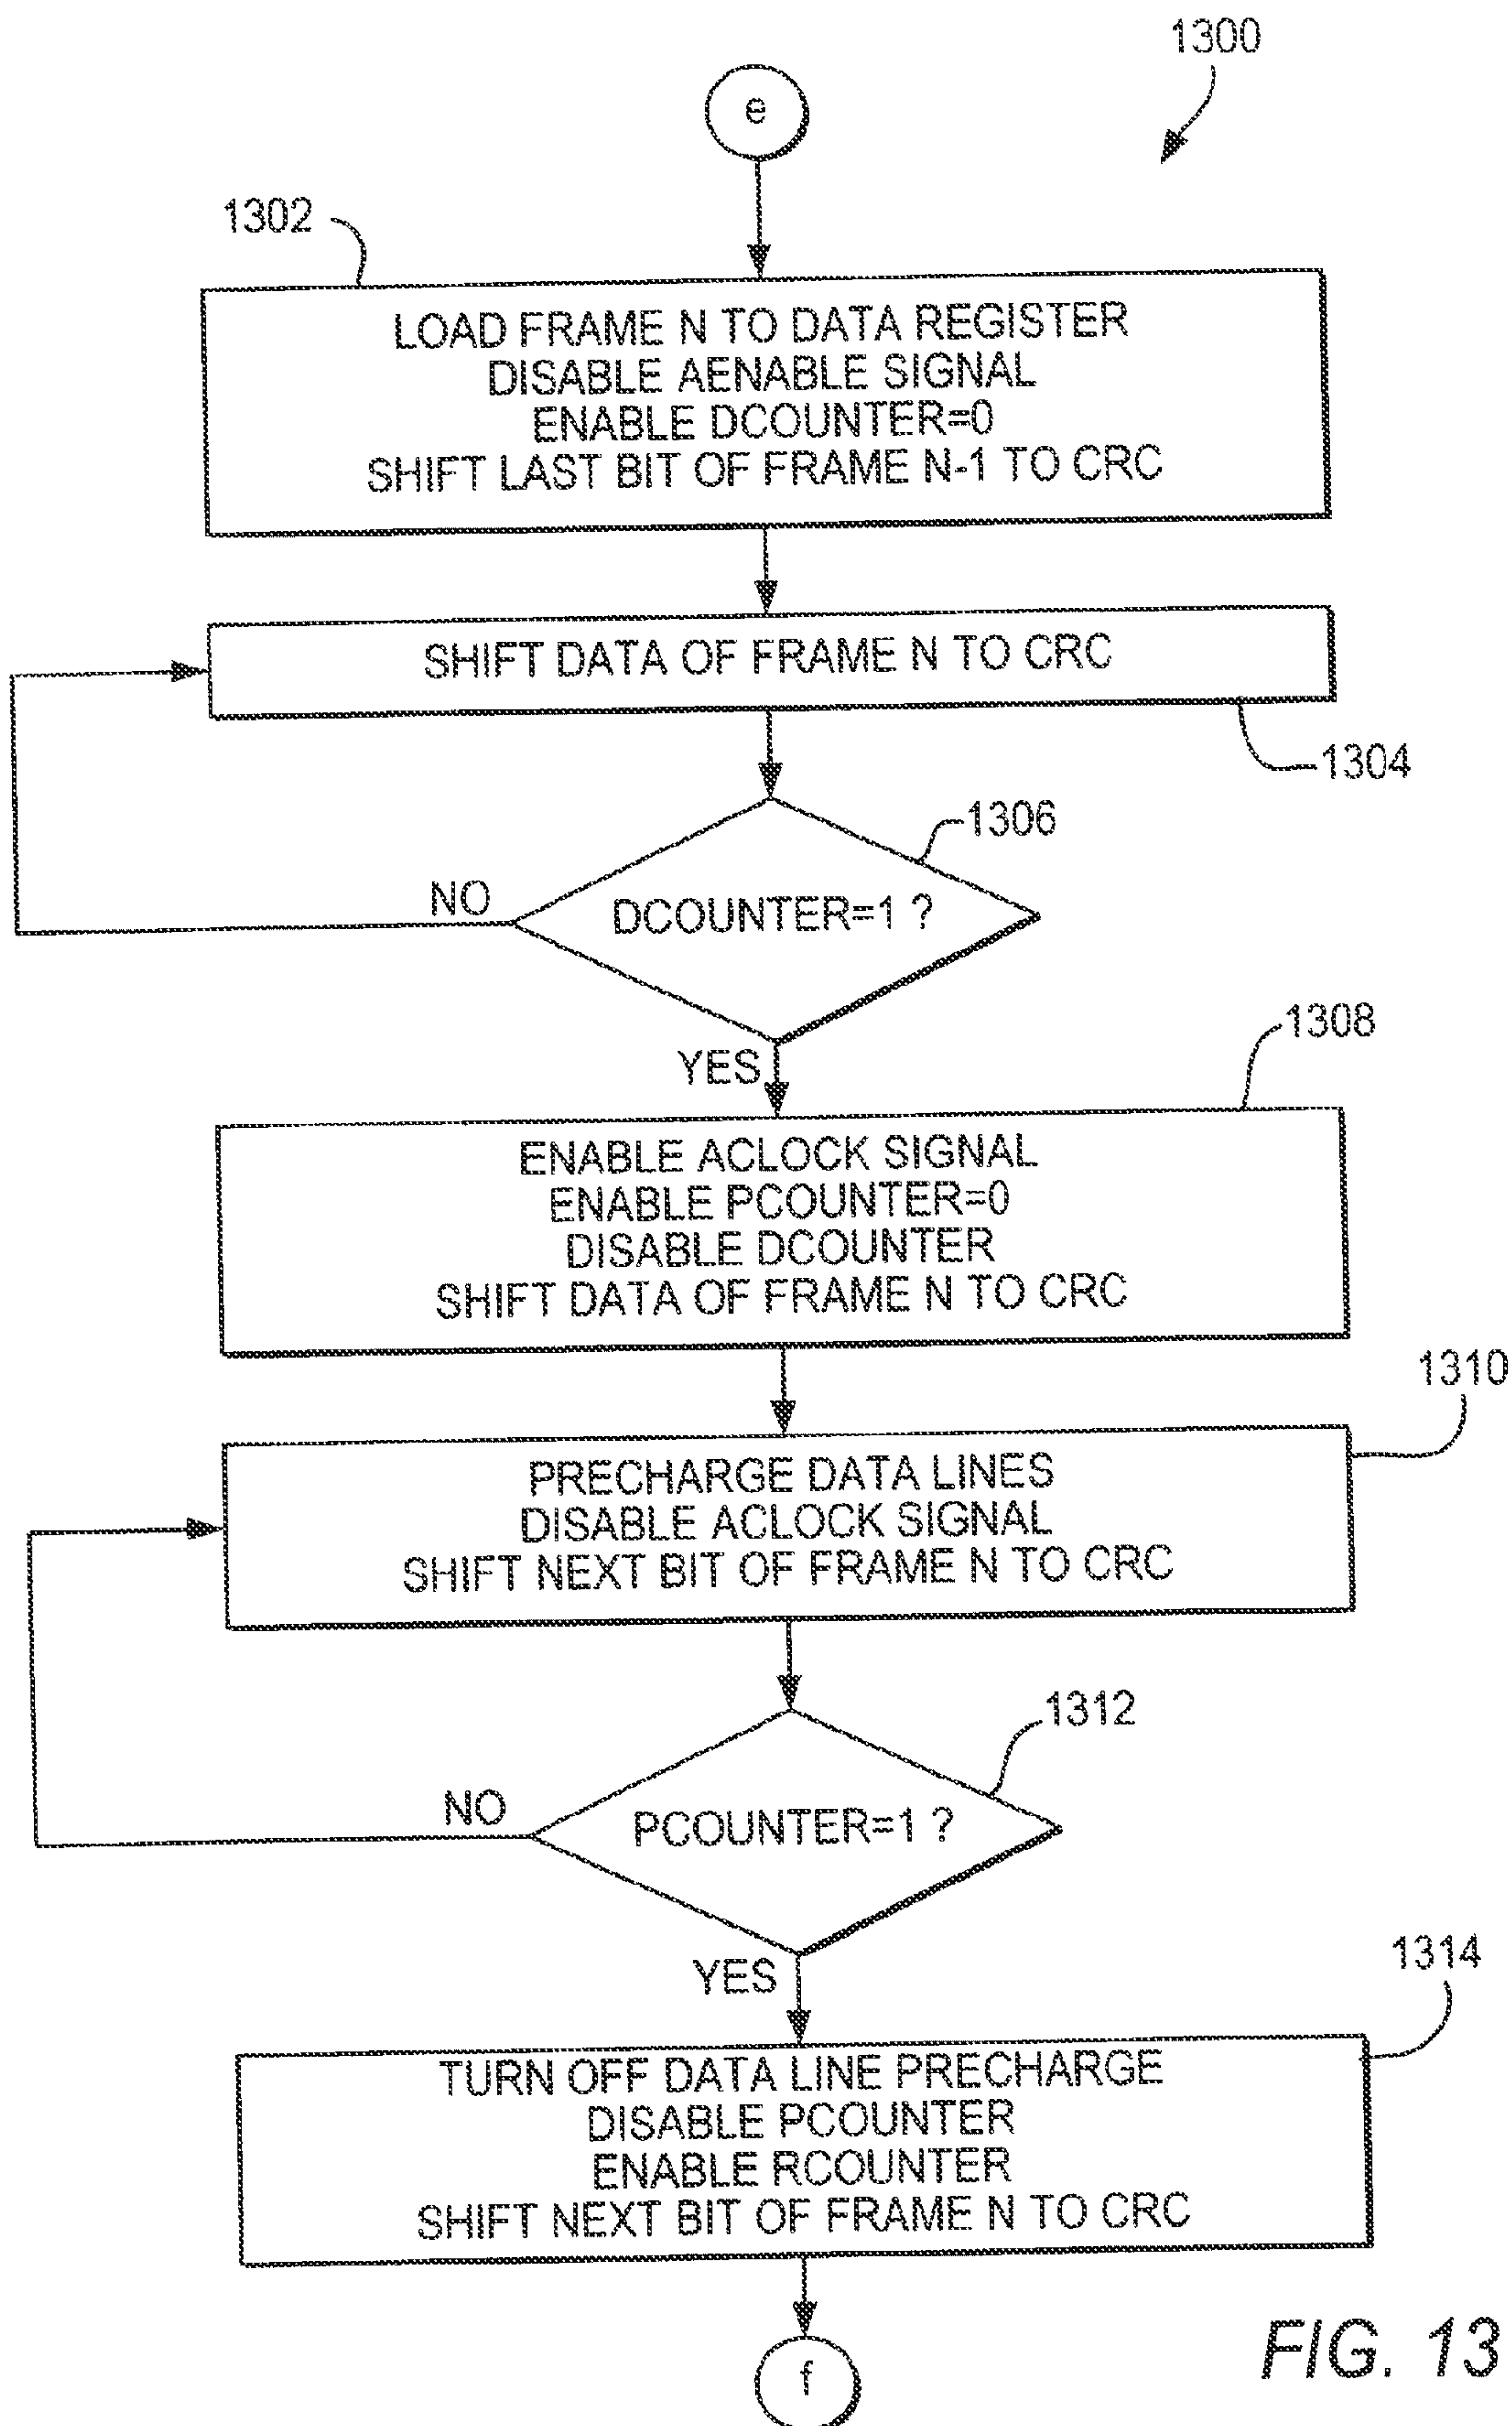 1300
e
1302
LOAD FRAME N TO DATA REGISTER
DISABLE AENABLE SIGNAL
ENABLE DCOUNTER=0
SHIFT LAST BIT OF FRAME N-1 TO CRC
SHIFT DATA OF FRAME N TO CRC
1304
1306
NO
DCOUNTER=1 ?
YES
1308
ENABLE ACLOCK SIGNAL
ENABLE PCOUNTER=0
DISABLE DCOUNTER
SHIFT DATA OF FRAME N TO CRC
1310
PRECHARGE DATA LINES
DISABLE ACLOCK SIGNAL
SHIFT NEXT BIT OF FRAME N TO CRC
1312
NO
PCOUNTER=1 ?
YES
1314
TURN OFF DATA LINE PRECHARGE
DISABLE PCOUNTER
ENABLE RCOUNTER
SHIFT NEXT BIT OF FRAME N TO CRC
f
FIG. 13